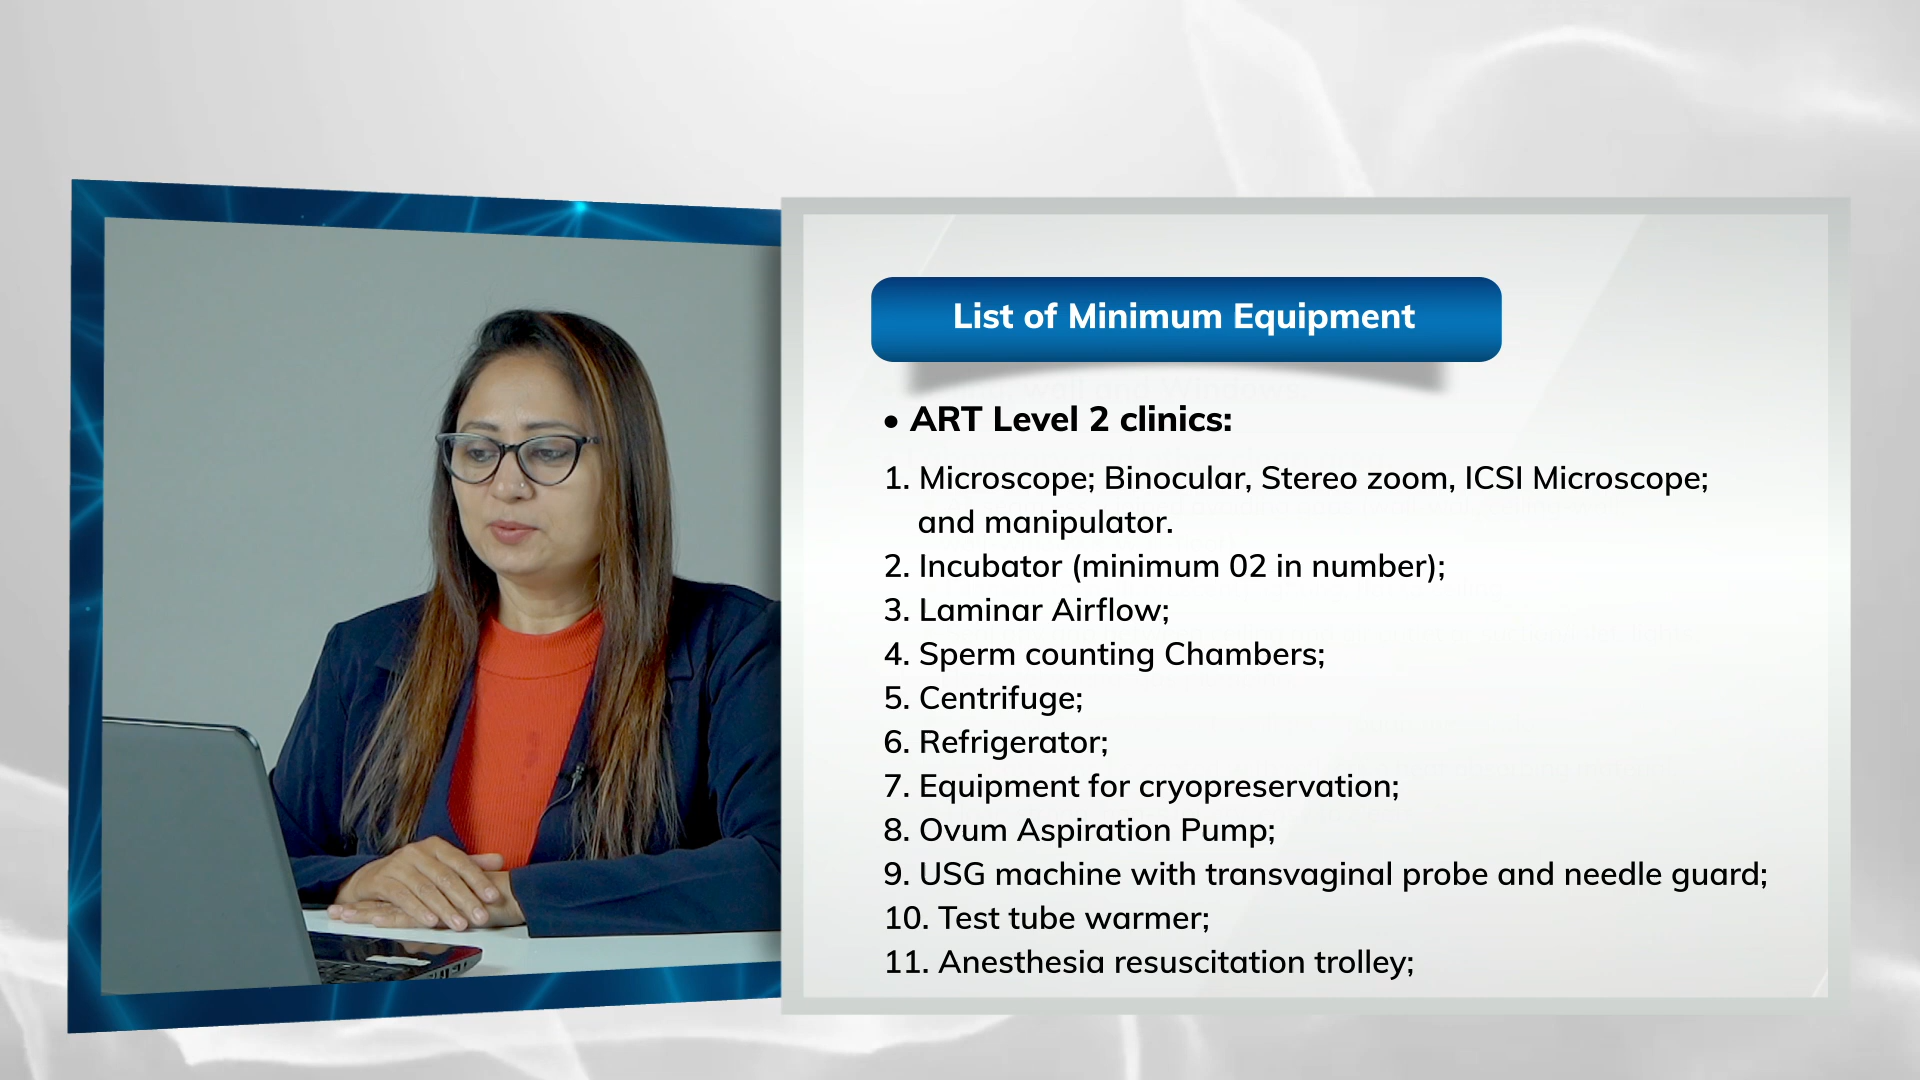 List of Minimum Equipment
• ART Level 2 clinics:
1. Microscope; Binocular, Stereo zoom, ICSI Microscope;
and manipulator.
2. Incubator (minimum 02 in number);
3. Laminar Airflow;
4. Sperm counting Chambers;
5. Centrifuge;
6. Refrigerator;
7. Equipment for cryopreservation;
8. Ovum Aspiration Pump;
9. USG machine with transvaginal probe and needle guard;
10. Test tube warmer;
11. Anesthesia resuscitation trolley;